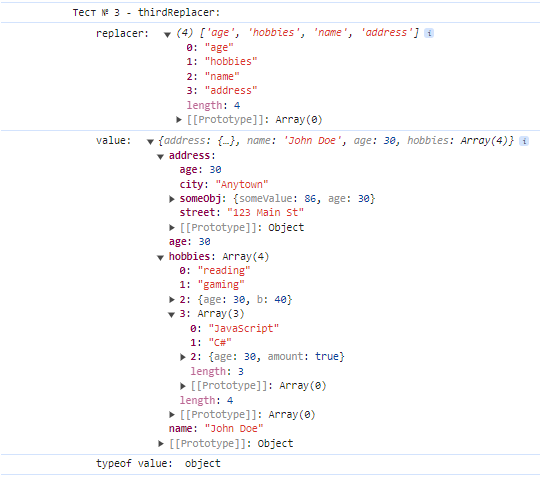 Тест № 3 - thirdReplacer:
replacer: ▼ (4) ['age', 'hobbies', 'name', 'address'] i
0: "age"
1: "hobbies"
2: "name"
3: "address"
length: 4
▶ [[Prototype]]: Array(0)
value: ▼ {address: {…}, name: 'John Doe', age: 30, hobbies: Array(4)} i
▼ address:
age: 30
city: "Anytown"
▶ someObj: {someValue: 86, age: 30}
street: "123 Main St"
▶ [[Prototype]]: Object
age: 30
▼ hobbies: Array(4)
0: "reading"
1: "gaming"
▶ 2: {age: 30, b: 40}
▼ 3: Array(3)
0: "JavaScript"
1: "C#"
▶ 2: {age: 30, amount: true}
length: 3
▶ [[Prototype]]: Array(0)
length: 4
▶ [[Prototype]]: Array(0)
name: "John Doe"
▶ [[Prototype]]: Object
typeof value: object